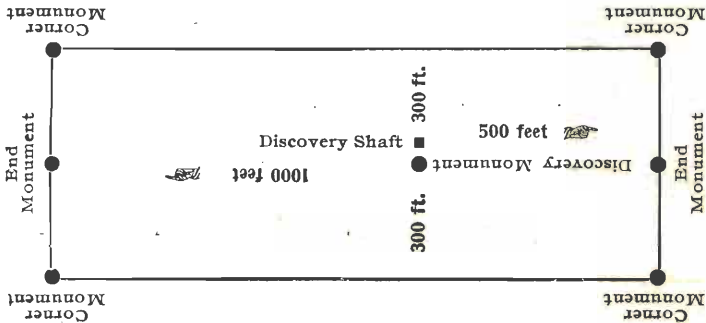 Corner
Monument
Corner
Monument
300 ft.
500 feet
Discovery Shaft
End
Monument
Discovery Monument
End
Monument
1000 feet
300 ft.
Corner
Monument
Corner
Monument